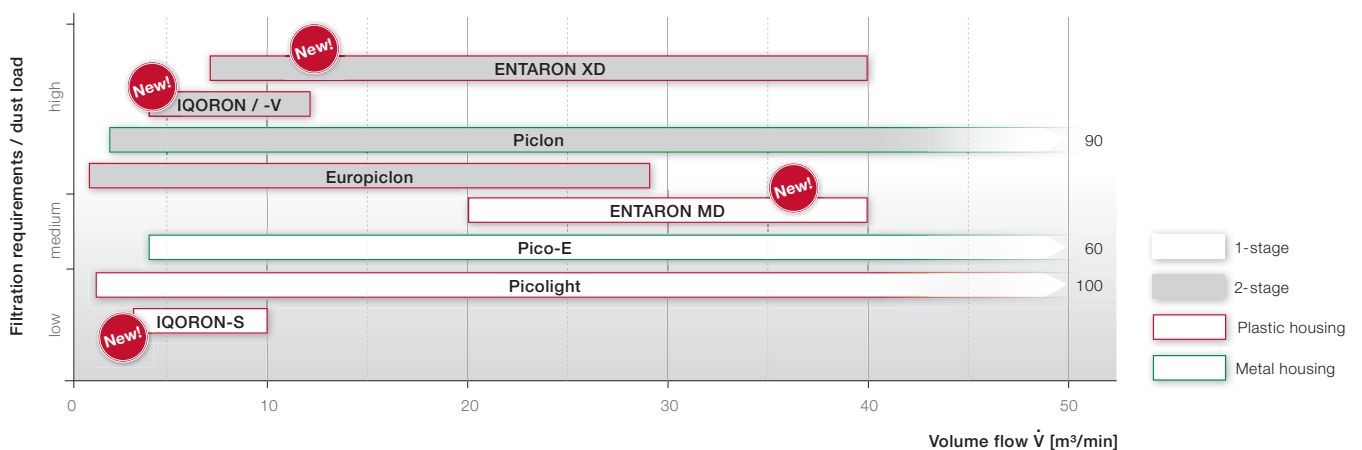 Filtration requirements / dust load
high
medium
low
New!
ENTARON XD
New!
IQORON / -V
Piclon
90
Europiclon
New!
ENTARON MD
Pico-E
60
Picolight
100
IQORON-S
New!
0
10
20
30
40
50
Volume flow V̇ [m³/min]
1-stage
2-stage
Plastic housing
Metal housing